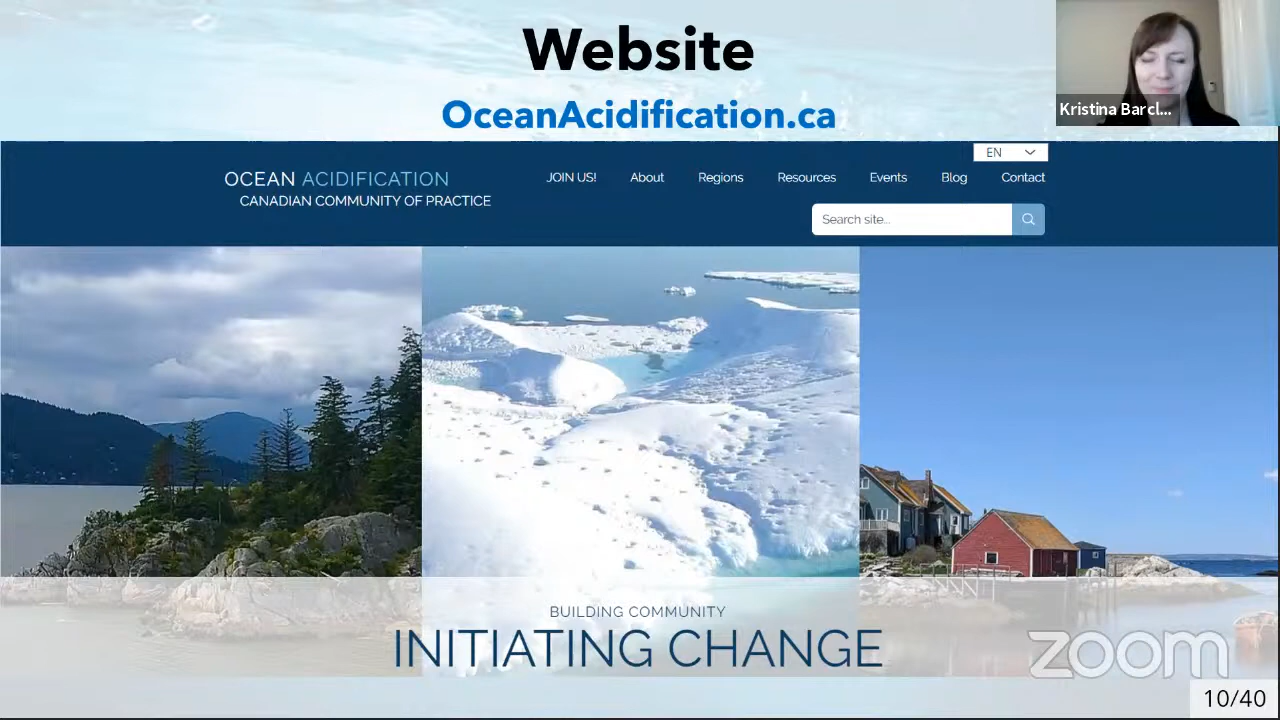 Website
OceanAcidification.ca
Kristina Barcl...
EN
OCEAN ACIDIFICATION
CANADIAN COMMUNITY OF PRACTICE
JOIN US! About Regions Resources Events Blog Contact
Search site...
BUILDING COMMUNITY
INITIATING CHANGE
zoom
10/40